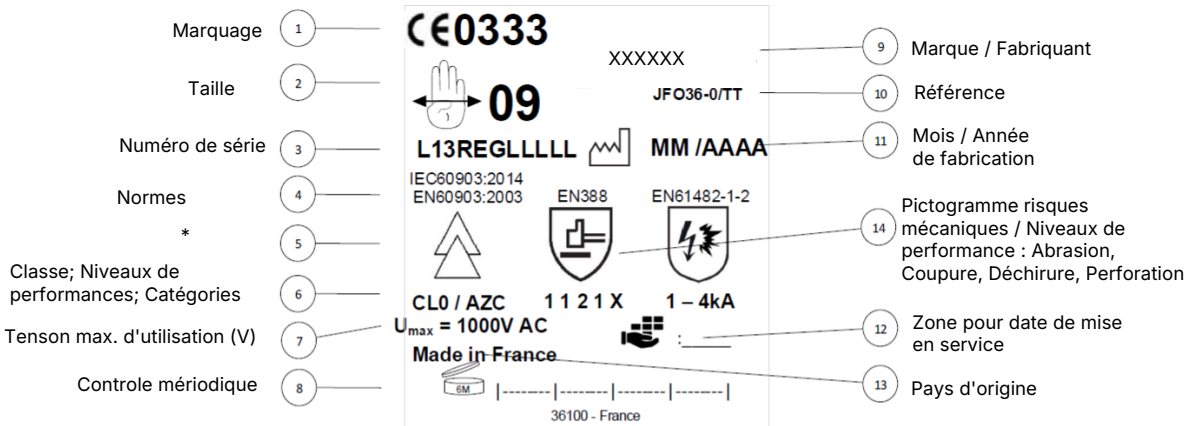 Marquage
1
Taille
2
Numéro de série
3
Normes
4
*
5
Classe; Niveaux de
performances; Catégories
6
Tenson max. d'utilisation (V)
7
Controle mériodique
8
CE0333
XXXXXX
09
JFO36-0/TT
L13REGLLLLL
MM /AAAA
IEC60903:2014
EN60903:2003
EN388
EN61482-1-2
CL0 / AZC
1 1 2 1 X
1 – 4kA
Umax = 1000V AC
:_____
Made in France
6M
|--------|--------|--------|--------|
36100 - France
9
Marque / Fabriquant
10
Référence
11
Mois / Année
de fabrication
14
Pictogramme risques
mécaniques / Niveaux de
performance : Abrasion,
Coupure, Déchirure, Perforation
12
Zone pour date de mise
en service
13
Pays d'origine